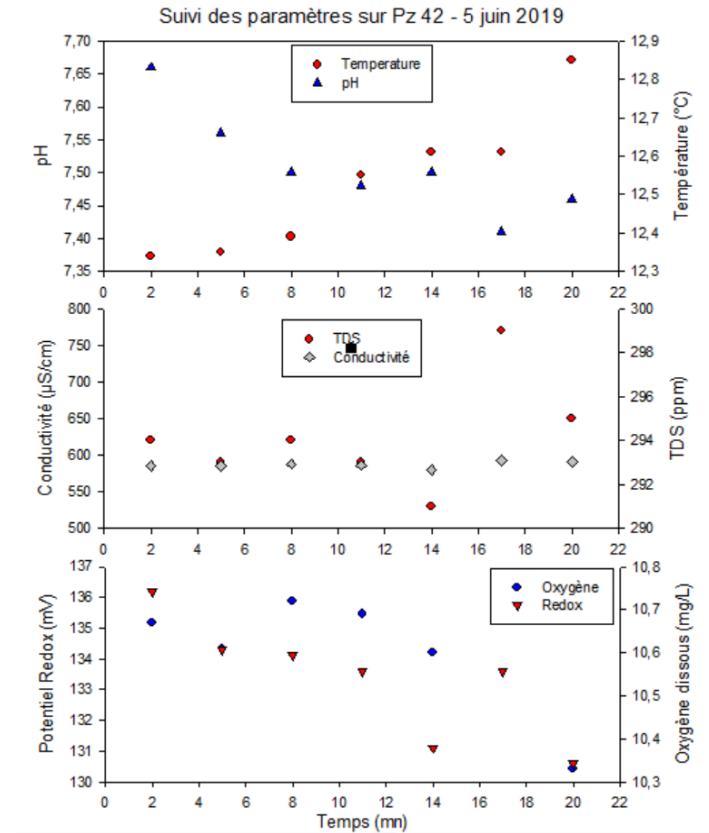 Suivi des paramètres sur Pz 42 - 5 juin 2019
7,70
7,65
7,60
7,55
7,50
7,45
7,40
7,35
pH
Temperature
pH
12,9
12,8
12,7
12,6
12,5
12,4
12,3
Température (°C)
0 2 4 6 8 10 12 14 16 18 20 22
800
750
700
650
600
550
500
Conductivité (µS/cm)
TDS
Conductivité
300
298
296
294
292
290
TDS (ppm)
0 2 4 6 8 10 12 14 16 18 20 22
137
136
135
134
133
132
131
130
Potentiel Redox (mV)
Oxygène
Redox
10,8
10,7
10,6
10,5
10,4
10,3
Oxygène dissous (mg/L)
0 2 4 6 8 10 12 14 16 18 20 22
Temps (mn)